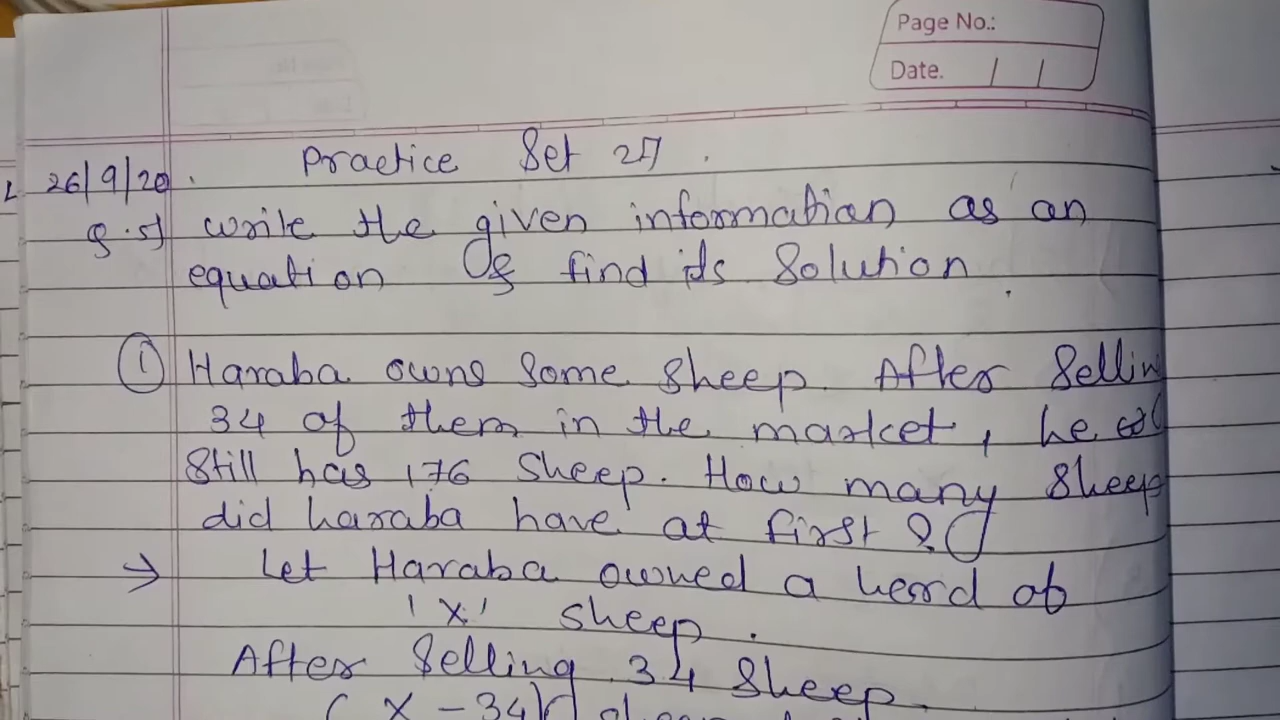 Page No.:
Date. / /
Practice Set 27.
26/9/20.
Q.5) write the given information as an
equation & find its Solution
① Haraba owns Some Sheep. After Sellin
34 of them in the market, he
Still has 176 Sheep. How many Sheep
did haraba have at first ?
→ Let Haraba owned a herd of
'x' Sheep.
After Selling 34 Sheep.
(x - 34)